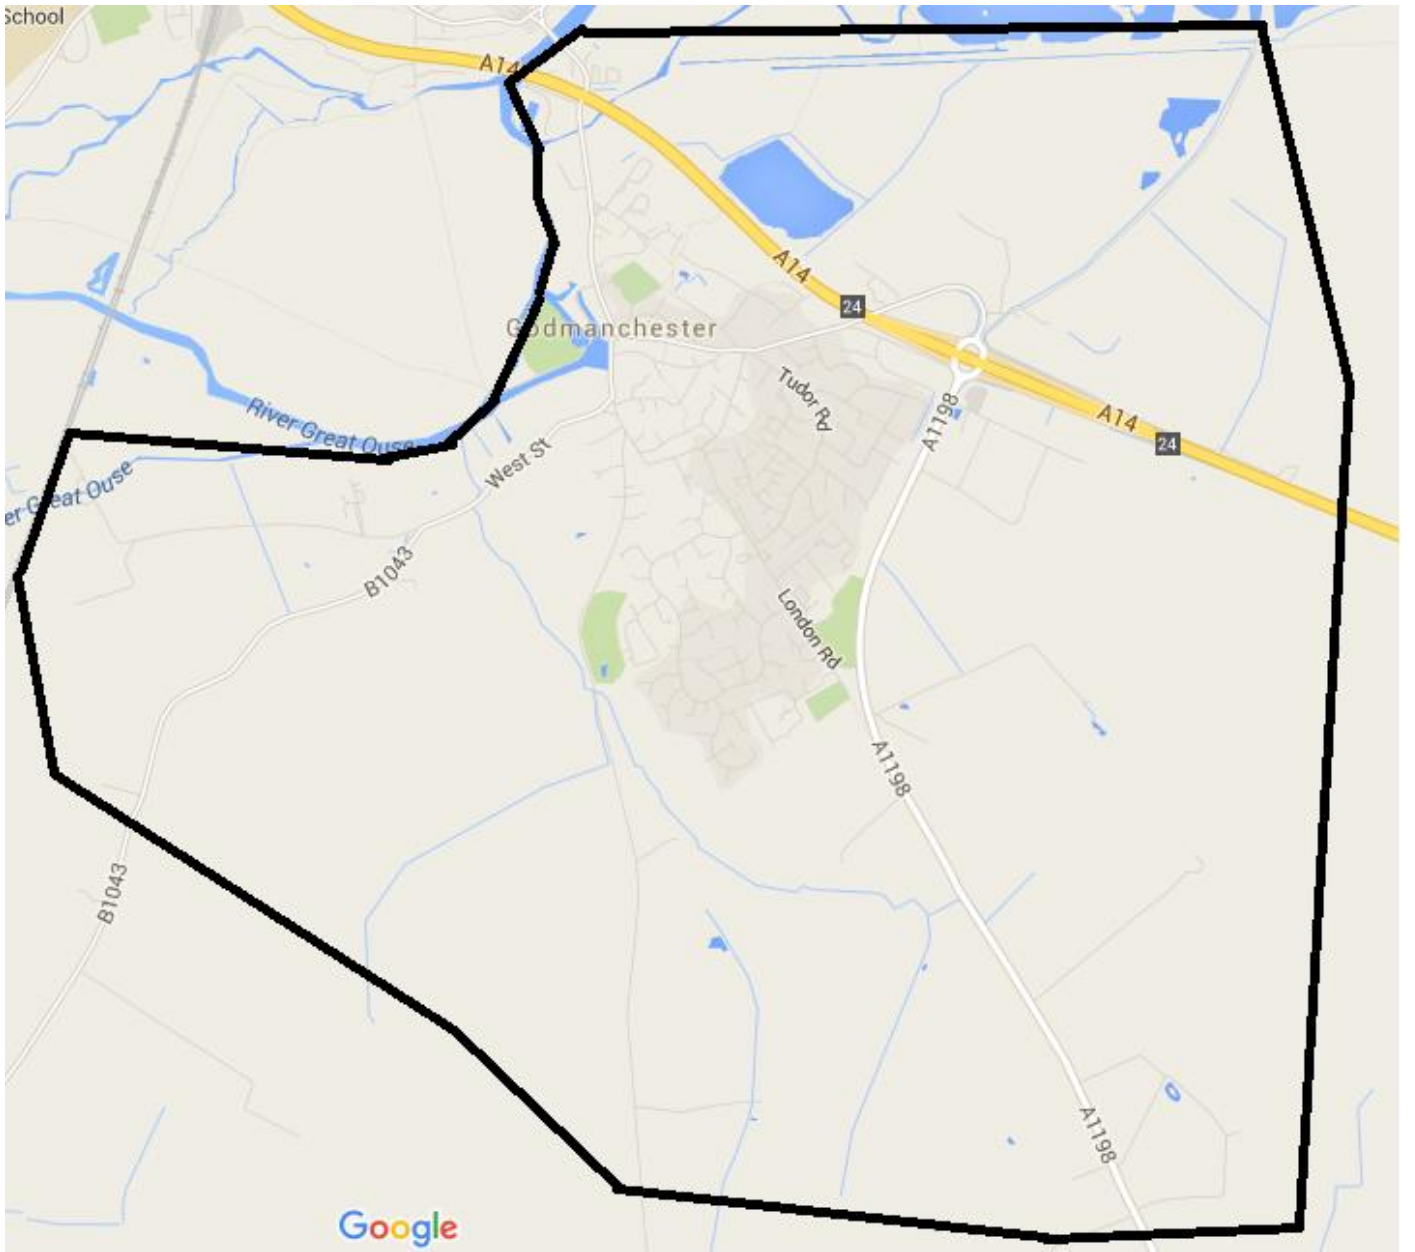 School
A14
A14
24
Godmanchester
Tudor Rd
A1198
A14
24
River Great Ouse
West St
er Great Ouse
B1043
London Rd
A1198
B1043
A1198
Google